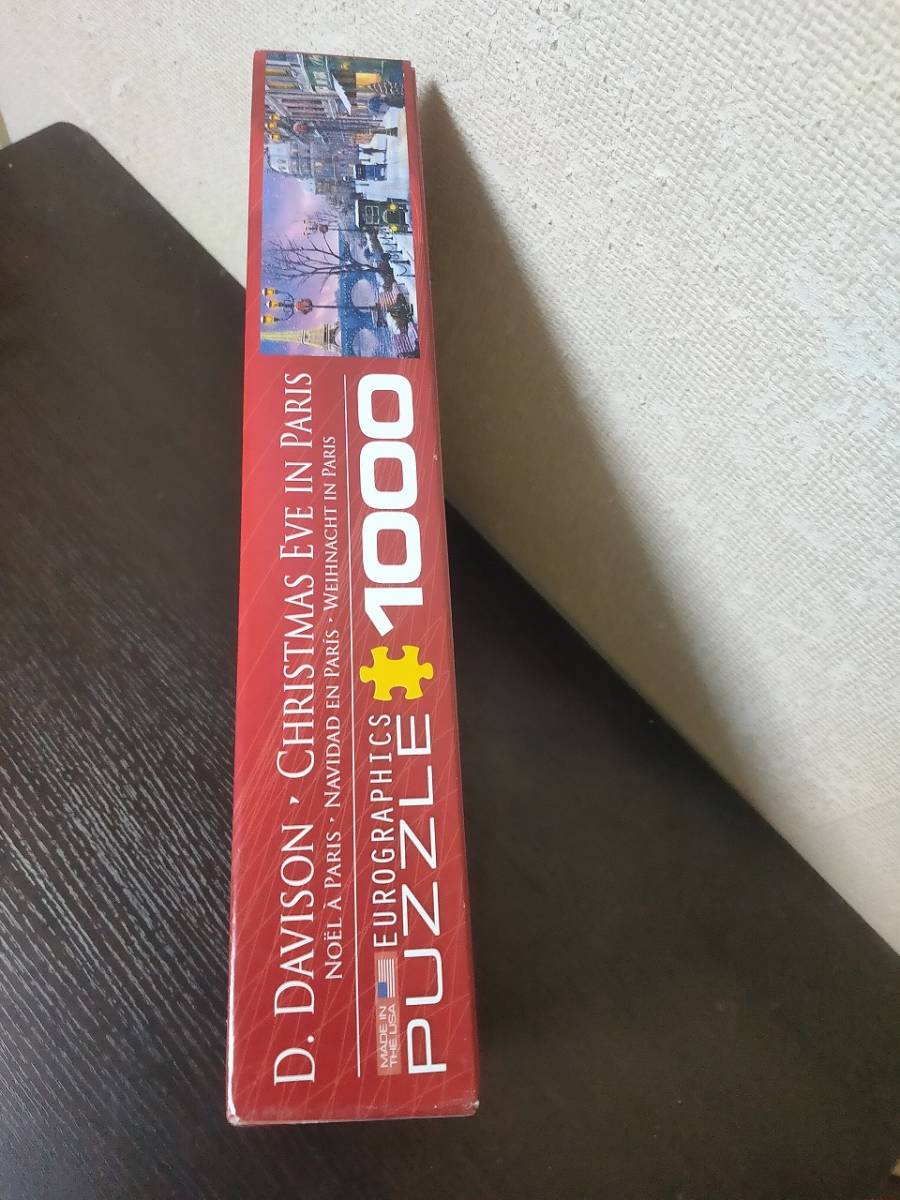 D. DAVISON · CHRISTMAS EVE IN PARIS
NOËL À PARIS · NAVIDAD EN PARÍS · WEIHNACHT IN PARIS
MADE IN
THE USA
EUROGRAPHICS
PUZZLE 1000